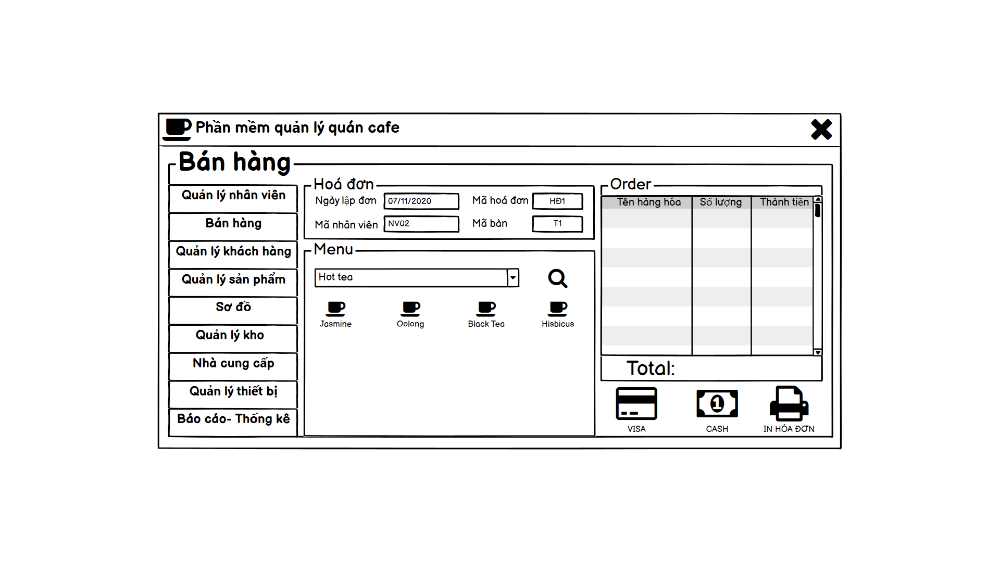 Phần mềm quản lý quán cafe
Bán hàng
Quản lý nhân viên
Bán hàng
Quản lý khách hàng
Quản lý sản phẩm
Sơ đồ
Quản lý kho
Nhà cung cấp
Quản lý thiết bị
Báo cáo- Thống kê
Hoá đơn
Ngày lập đơn 07/11/2020 Mã hoá đơn HĐ1
Mã nhân viên NV02 Mã bàn T1
Menu
Hot tea
Jasmine Oolong Black Tea Hisbicus
Order
Tên hàng hóa Số lượng Thành tiền
Total:
1
VISA CASH IN HÓA ĐƠN